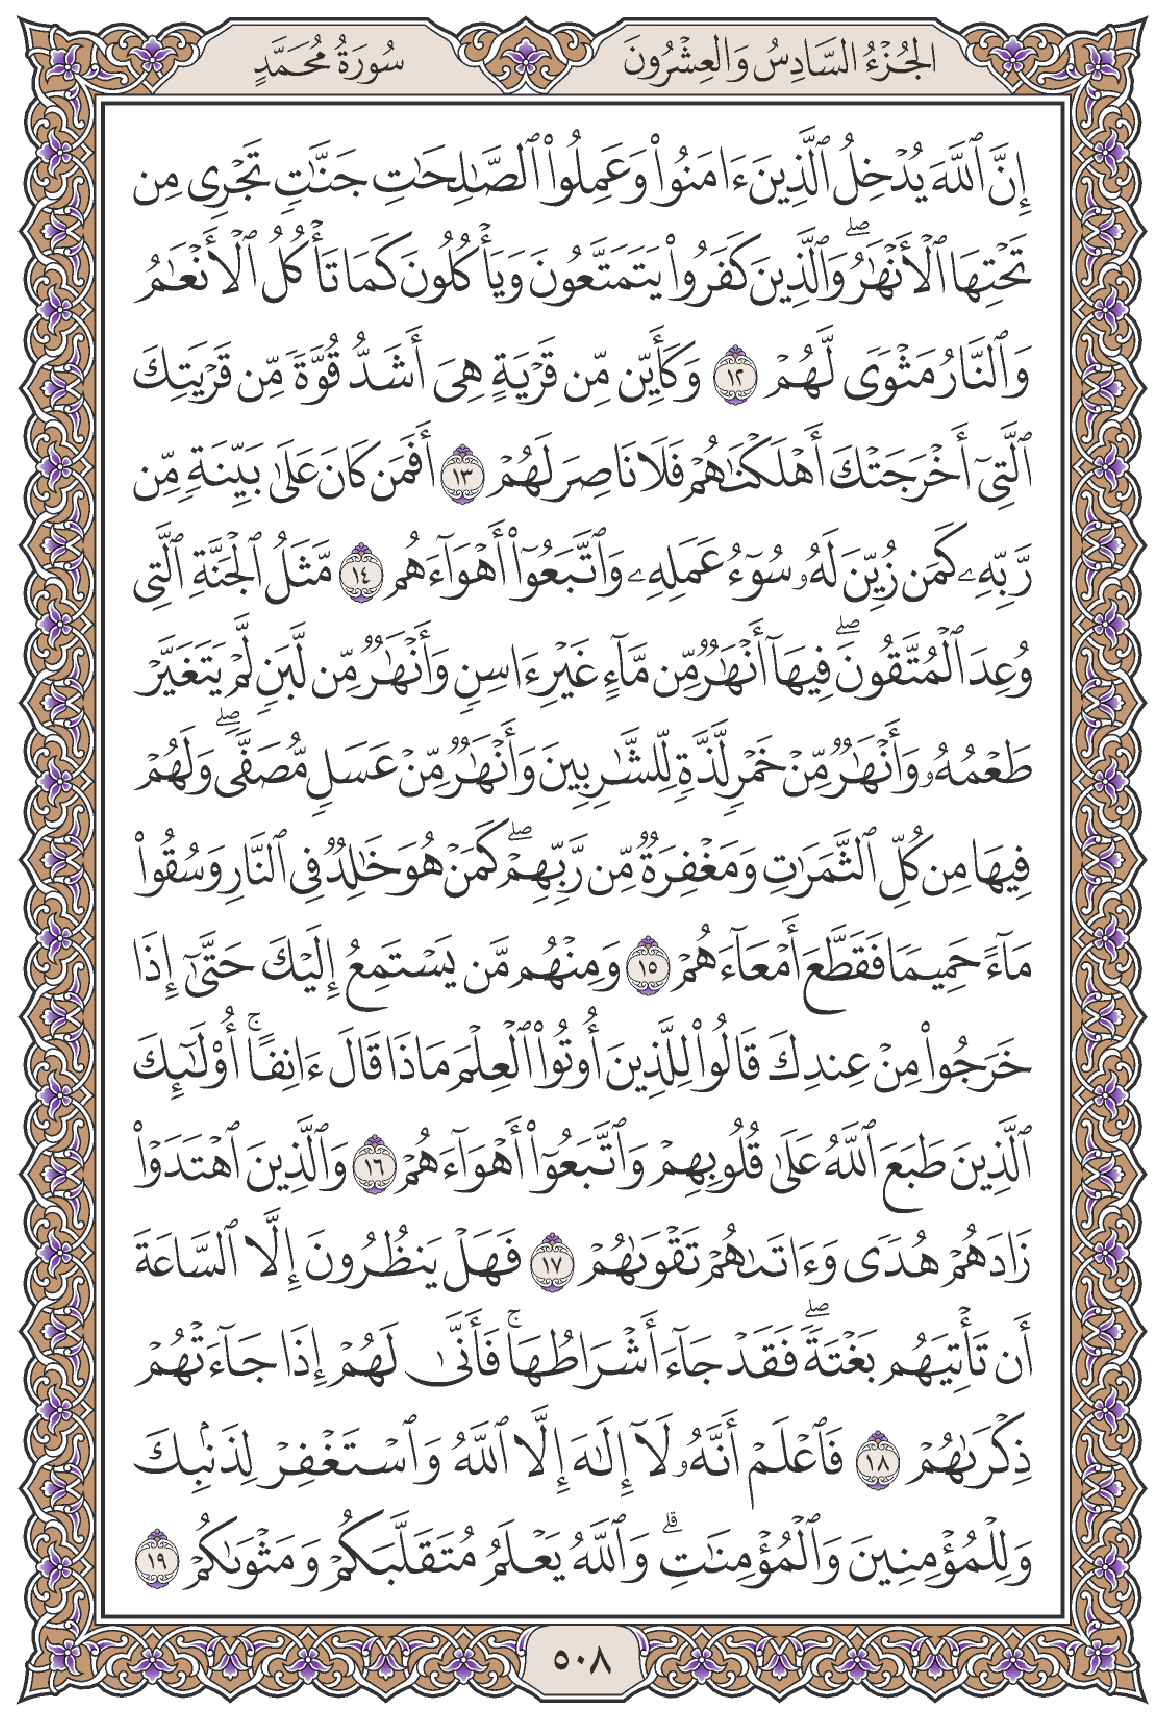 الجُزْءُ السَّادِسُ وَالعِشْرُونَ
سُورَةُ مُحَمَّدٍ
إِنَّ ٱللَّهَ يُدْخِلُ ٱلَّذِينَ ءَامَنُوا۟ وَعَمِلُوا۟ ٱلصَّـٰلِحَـٰتِ جَنَّـٰتٍ تَجْرِى مِن
تَحْتِهَا ٱلْأَنْهَـٰرُ ۖ وَٱلَّذِينَ كَفَرُوا۟ يَتَمَتَّعُونَ وَيَأْكُلُونَ كَمَا تَأْكُلُ ٱلْأَنْعَـٰمُ
وَٱلنَّارُ مَثْوًى لَّهُمْ ١٢ وَكَأَيِّن مِّن قَرْيَةٍ هِىَ أَشَدُّ قُوَّةً مِّن قَرْيَتِكَ
ٱلَّتِىٓ أَخْرَجَتْكَ أَهْلَكْنَـٰهُمْ فَلَا نَاصِرَ لَهُمْ ١٣ أَفَمَن كَانَ عَلَىٰ بَيِّنَةٍ مِّن
رَّبِّهِۦ كَمَن زُيِّنَ لَهُۥ سُوٓءُ عَمَلِهِۦ وَٱتَّبَعُوٓا۟ أَهْوَآءَهُم ١٤ مَّثَلُ ٱلْجَنَّةِ ٱلَّتِى
وُعِدَ ٱلْمُتَّقُونَ ۖ فِيهَآ أَنْهَـٰرٌ مِّن مَّآءٍ غَيْرِ ءَاسِنٍ وَأَنْهَـٰرٌ مِّن لَّبَنٍ لَّمْ يَتَغَيَّرْ
طَعْمُهُۥ وَأَنْهَـٰرٌ مِّنْ خَمْرٍ لَّذَّةٍ لِّلشَّـٰرِبِينَ وَأَنْهَـٰرٌ مِّنْ عَسَلٍ مُّصَفًّى ۖ وَلَهُمْ
فِيهَا مِن كُلِّ ٱلثَّمَرَٰتِ وَمَغْفِرَةٌ مِّن رَّبِّهِمْ ۖ كَمَنْ هُوَ خَـٰلِدٌ فِى ٱلنَّارِ وَسُقُوا۟
مَآءً حَمِيمًا فَقَطَّعَ أَمْعَآءَهُمْ ١٥ وَمِنْهُم مَّن يَسْتَمِعُ إِلَيْكَ حَتَّىٰٓ إِذَا
خَرَجُوا۟ مِنْ عِندِكَ قَالُوا۟ لِلَّذِينَ أُوتُوا۟ ٱلْعِلْمَ مَاذَا قَالَ ءَانِفًا ۚ أُو۟لَـٰٓئِكَ
ٱلَّذِينَ طَبَعَ ٱللَّهُ عَلَىٰ قُلُوبِهِمْ وَٱتَّبَعُوٓا۟ أَهْوَآءَهُمْ ١٦ وَٱلَّذِينَ ٱهْتَدَوْا۟
زَادَهُمْ هُدًى وَءَاتَىٰهُمْ تَقْوَىٰهُمْ ١٧ فَهَلْ يَنظُرُونَ إِلَّا ٱلسَّاعَةَ
أَن تَأْتِيَهُم بَغْتَةً ۖ فَقَدْ جَآءَ أَشْرَاطُهَا ۚ فَأَنَّىٰ لَهُمْ إِذَا جَآءَتْهُمْ
ذِكْرَىٰهُمْ ١٨ فَٱعْلَمْ أَنَّهُۥ لَآ إِلَـٰهَ إِلَّا ٱللَّهُ وَٱسْتَغْفِرْ لِذَنۢبِكَ
وَلِلْمُؤْمِنِينَ وَٱلْمُؤْمِنَـٰتِ ۗ وَٱللَّهُ يَعْلَمُ مُتَقَلَّبَكُمْ وَمَثْوَىٰكُمْ ١٩
٥٠٨